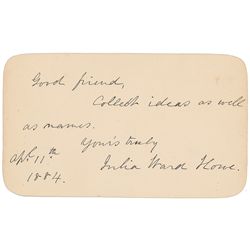 Good friend,
Collect ideas as well
as names.
Yours truly
Julia Ward Howe.
Apl. 11th
1884.